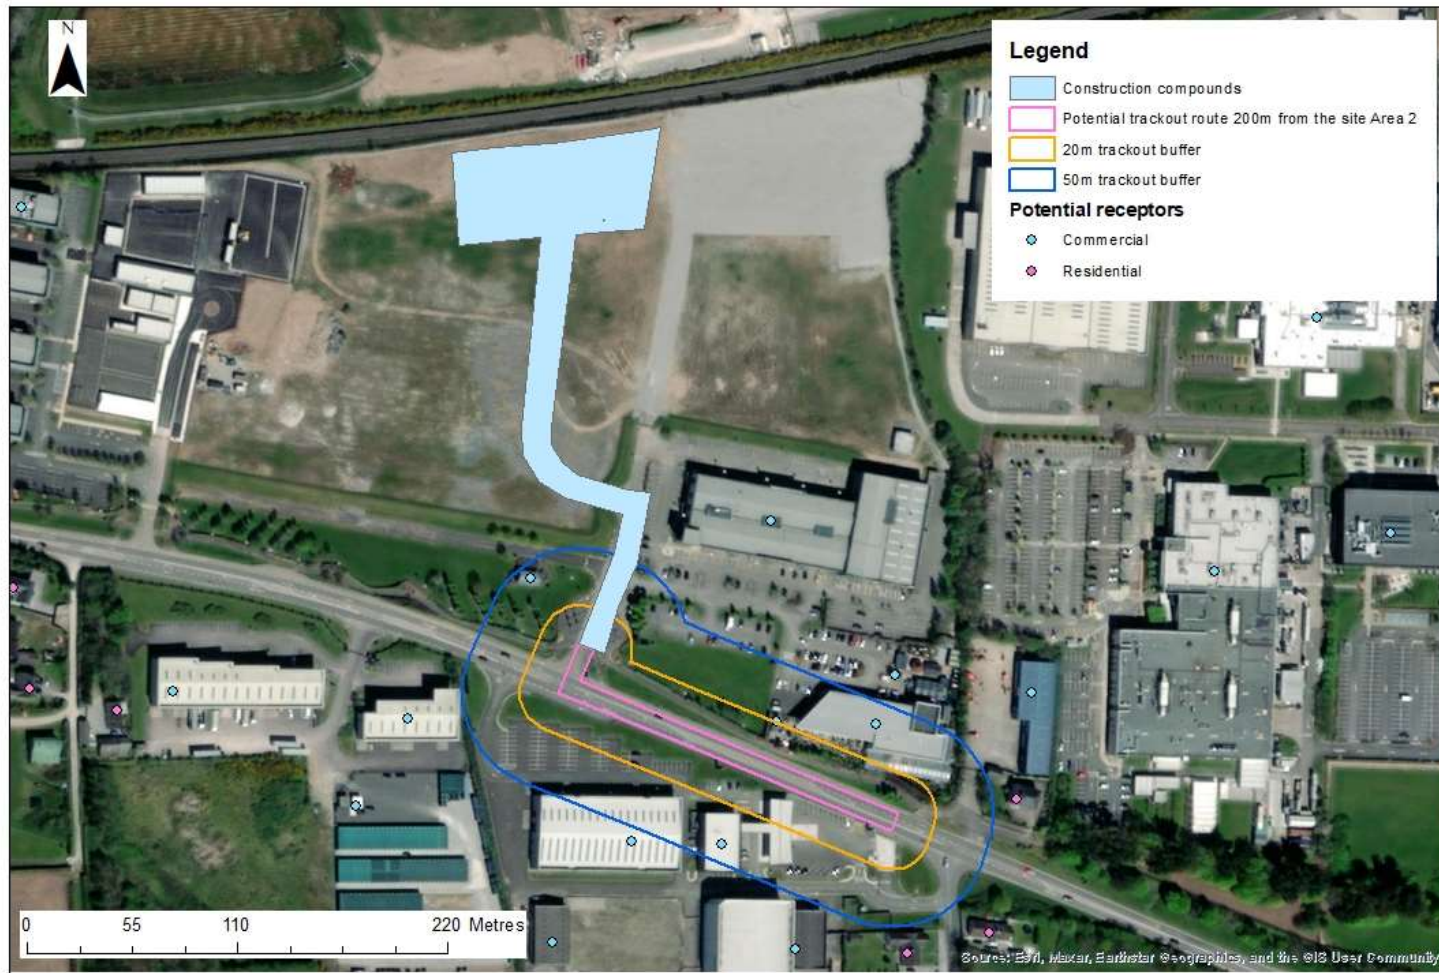 N
Legend
Construction compounds
Potential trackout route 200m from the site Area 2
20m trackout buffer
50m trackout buffer
Potential receptors
Commercial
Residential
0 55 110 220 Metres
Source: Esri, Maxar, Earthstar Geographics, and the GIS User Community